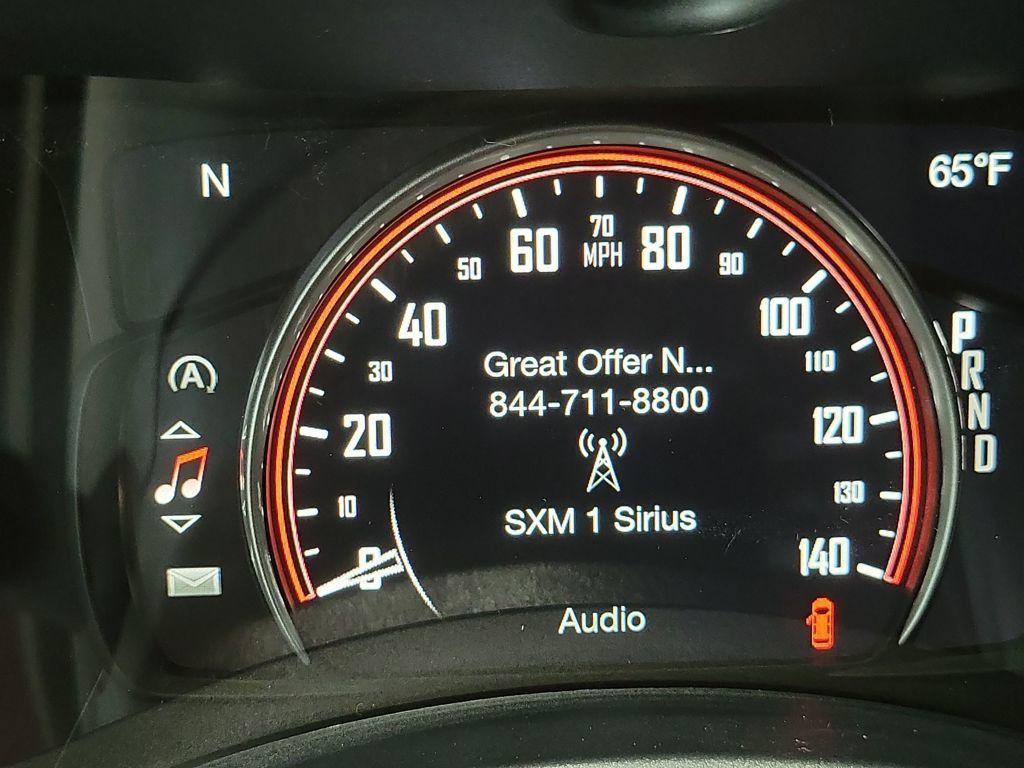 N
65°F
70
MPH
60
80
50
90
40
100
30
110
20
120
10
130
0
140
Great Offer N...
844-711-8800
SXM 1 Sirius
Audio
A
P
R
N
D